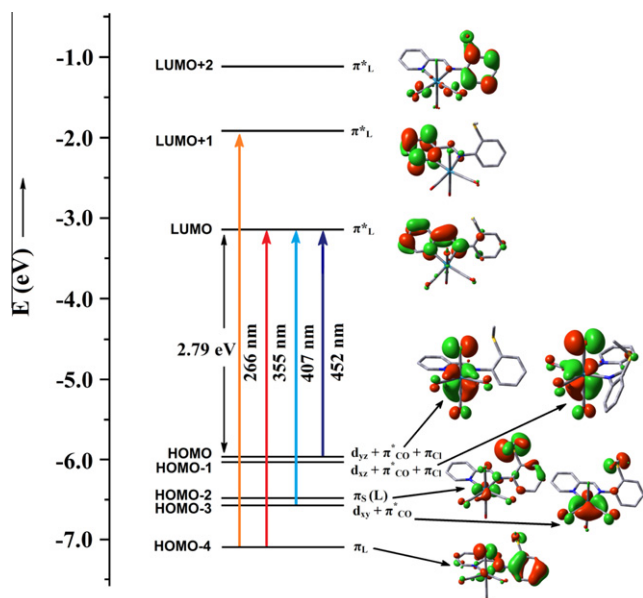 -1.0
LUMO+2
π*L
-2.0
LUMO+1
π*L
-3.0
LUMO
π*L
E (eV)
-4.0
2.79 eV
266 nm
355 nm
407 nm
452 nm
-5.0
HOMO
dyz + π*CO + πCl
-6.0
HOMO-1
dxz + π*CO + πCl
HOMO-2
πS (L)
HOMO-3
dxy + π*CO
-7.0
HOMO-4
πL